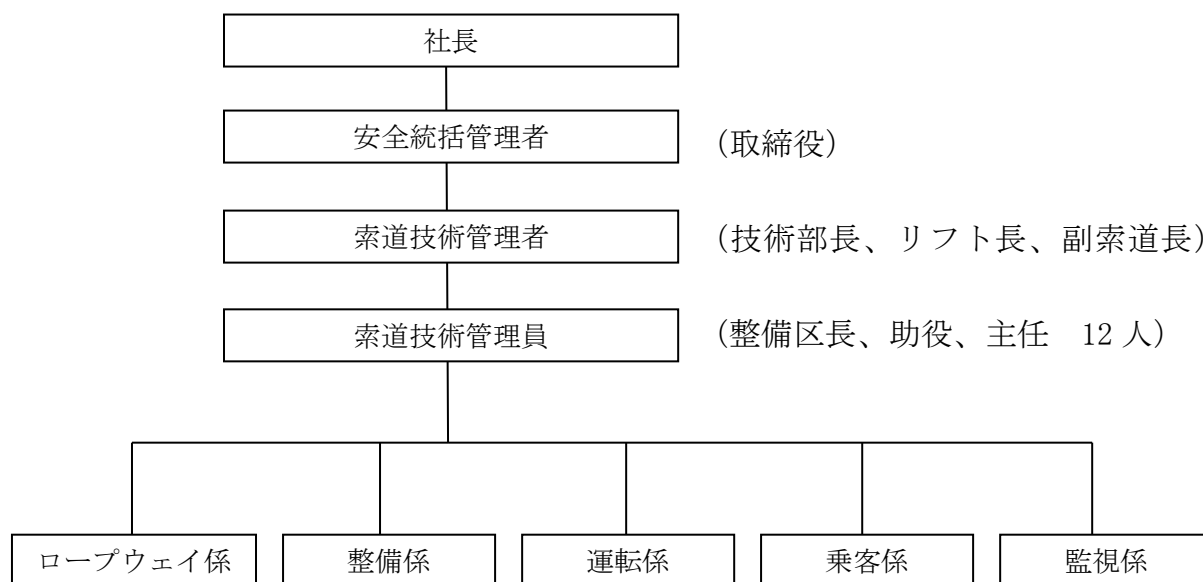 社長
安全統括管理者 (取締役)
索道技術管理者 (技術部長、リフト長、副索道長)
索道技術管理員 (整備区長、助役、主任　12人)
ロープウェイ係 整備係 運転係 乗客係 監視係